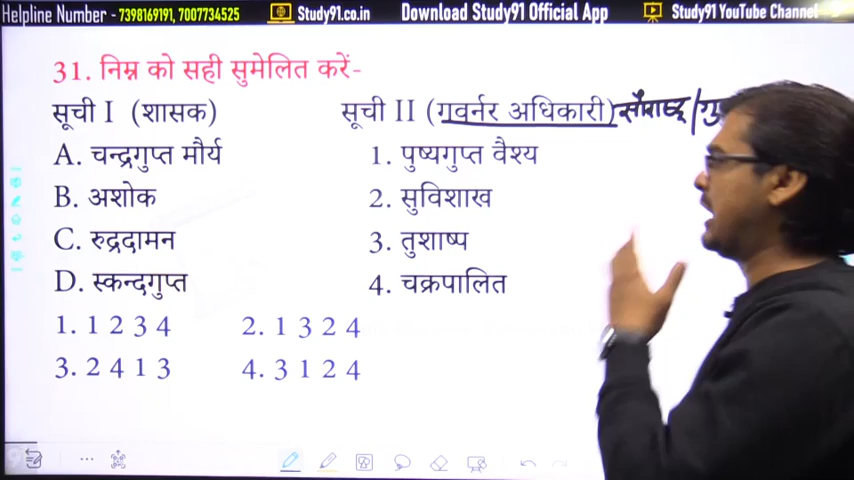 Helpline Number - 7398169191, 7007734525 Study91.co.in Download Study91 Official App Study91 YouTube Channel
31. निम्न को सही सुमेलित करें-
सूची I (शासक) सूची II (गवर्नर अधिकारी) सौराष्ट्र/गु
A. चन्द्रगुप्त मौर्य 1. पुष्यगुप्त वैश्य
B. अशोक 2. सुविशाख
C. रुद्रदामन 3. तुशाष्प
D. स्कन्दगुप्त 4. चक्रपालित
1. 1 2 3 4 2. 1 3 2 4
3. 2 4 1 3 4. 3 1 2 4